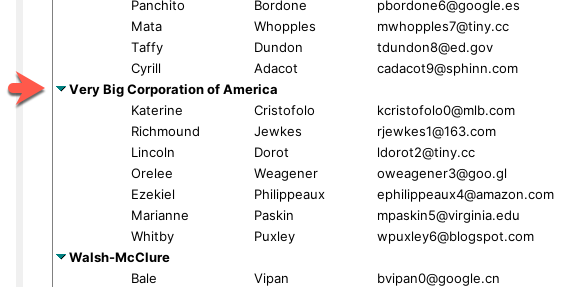 Panchito Bordone pbordone6@google.es
Mata Whopples mwhopples7@tiny.cc
Taffy Dundon tdundon8@ed.gov
Cyrill Adacot cadacot9@sphinn.com
Very Big Corporation of America
Katerine Cristofolo kcristofolo0@mlb.com
Richmound Jewkes rjewkes1@163.com
Lincoln Dorot ldorot2@tiny.cc
Orelee Weagener oweagener3@goo.gl
Ezekiel Philippeaux ephilippeaux4@amazon.com
Marianne Paskin mpaskin5@virginia.edu
Whitby Puxley wpuxley6@blogspot.com
Walsh-McClure
Bale Vipan bvipan0@google.cn